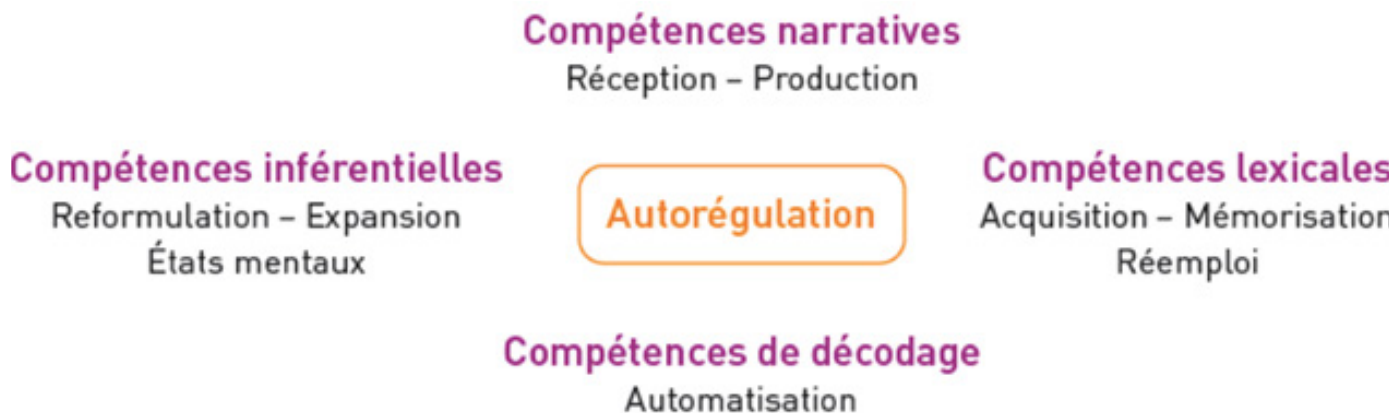 Compétences narratives
Réception – Production
Compétences inférentielles
Reformulation – Expansion
États mentaux
Autorégulation
Compétences lexicales
Acquisition – Mémorisation
Réemploi
Compétences de décodage
Automatisation